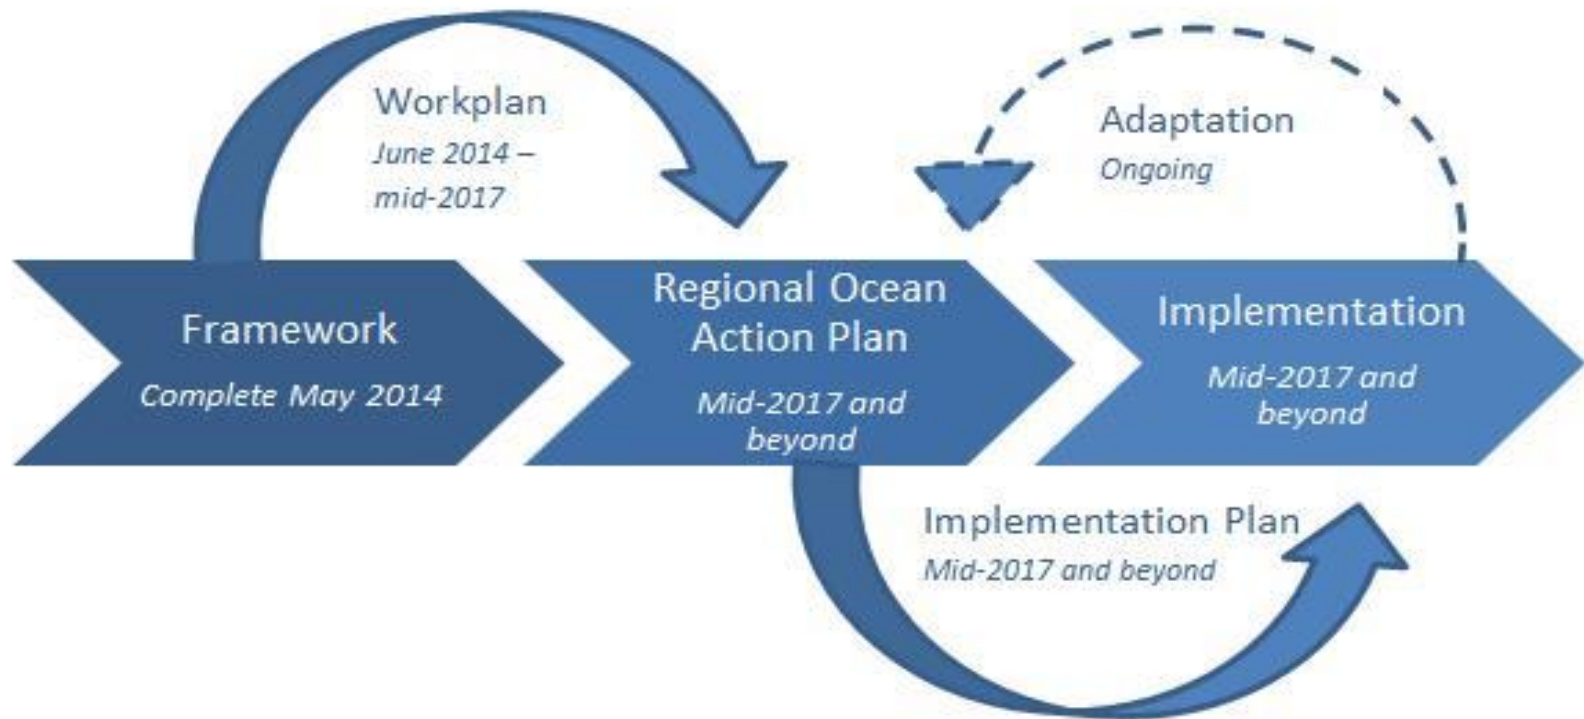 Workplan
June 2014 –
mid-2017
Adaptation
Ongoing
Framework
Complete May 2014
Regional Ocean
Action Plan
Mid-2017 and
beyond
Implementation
Mid-2017 and
beyond
Implementation Plan
Mid-2017 and beyond